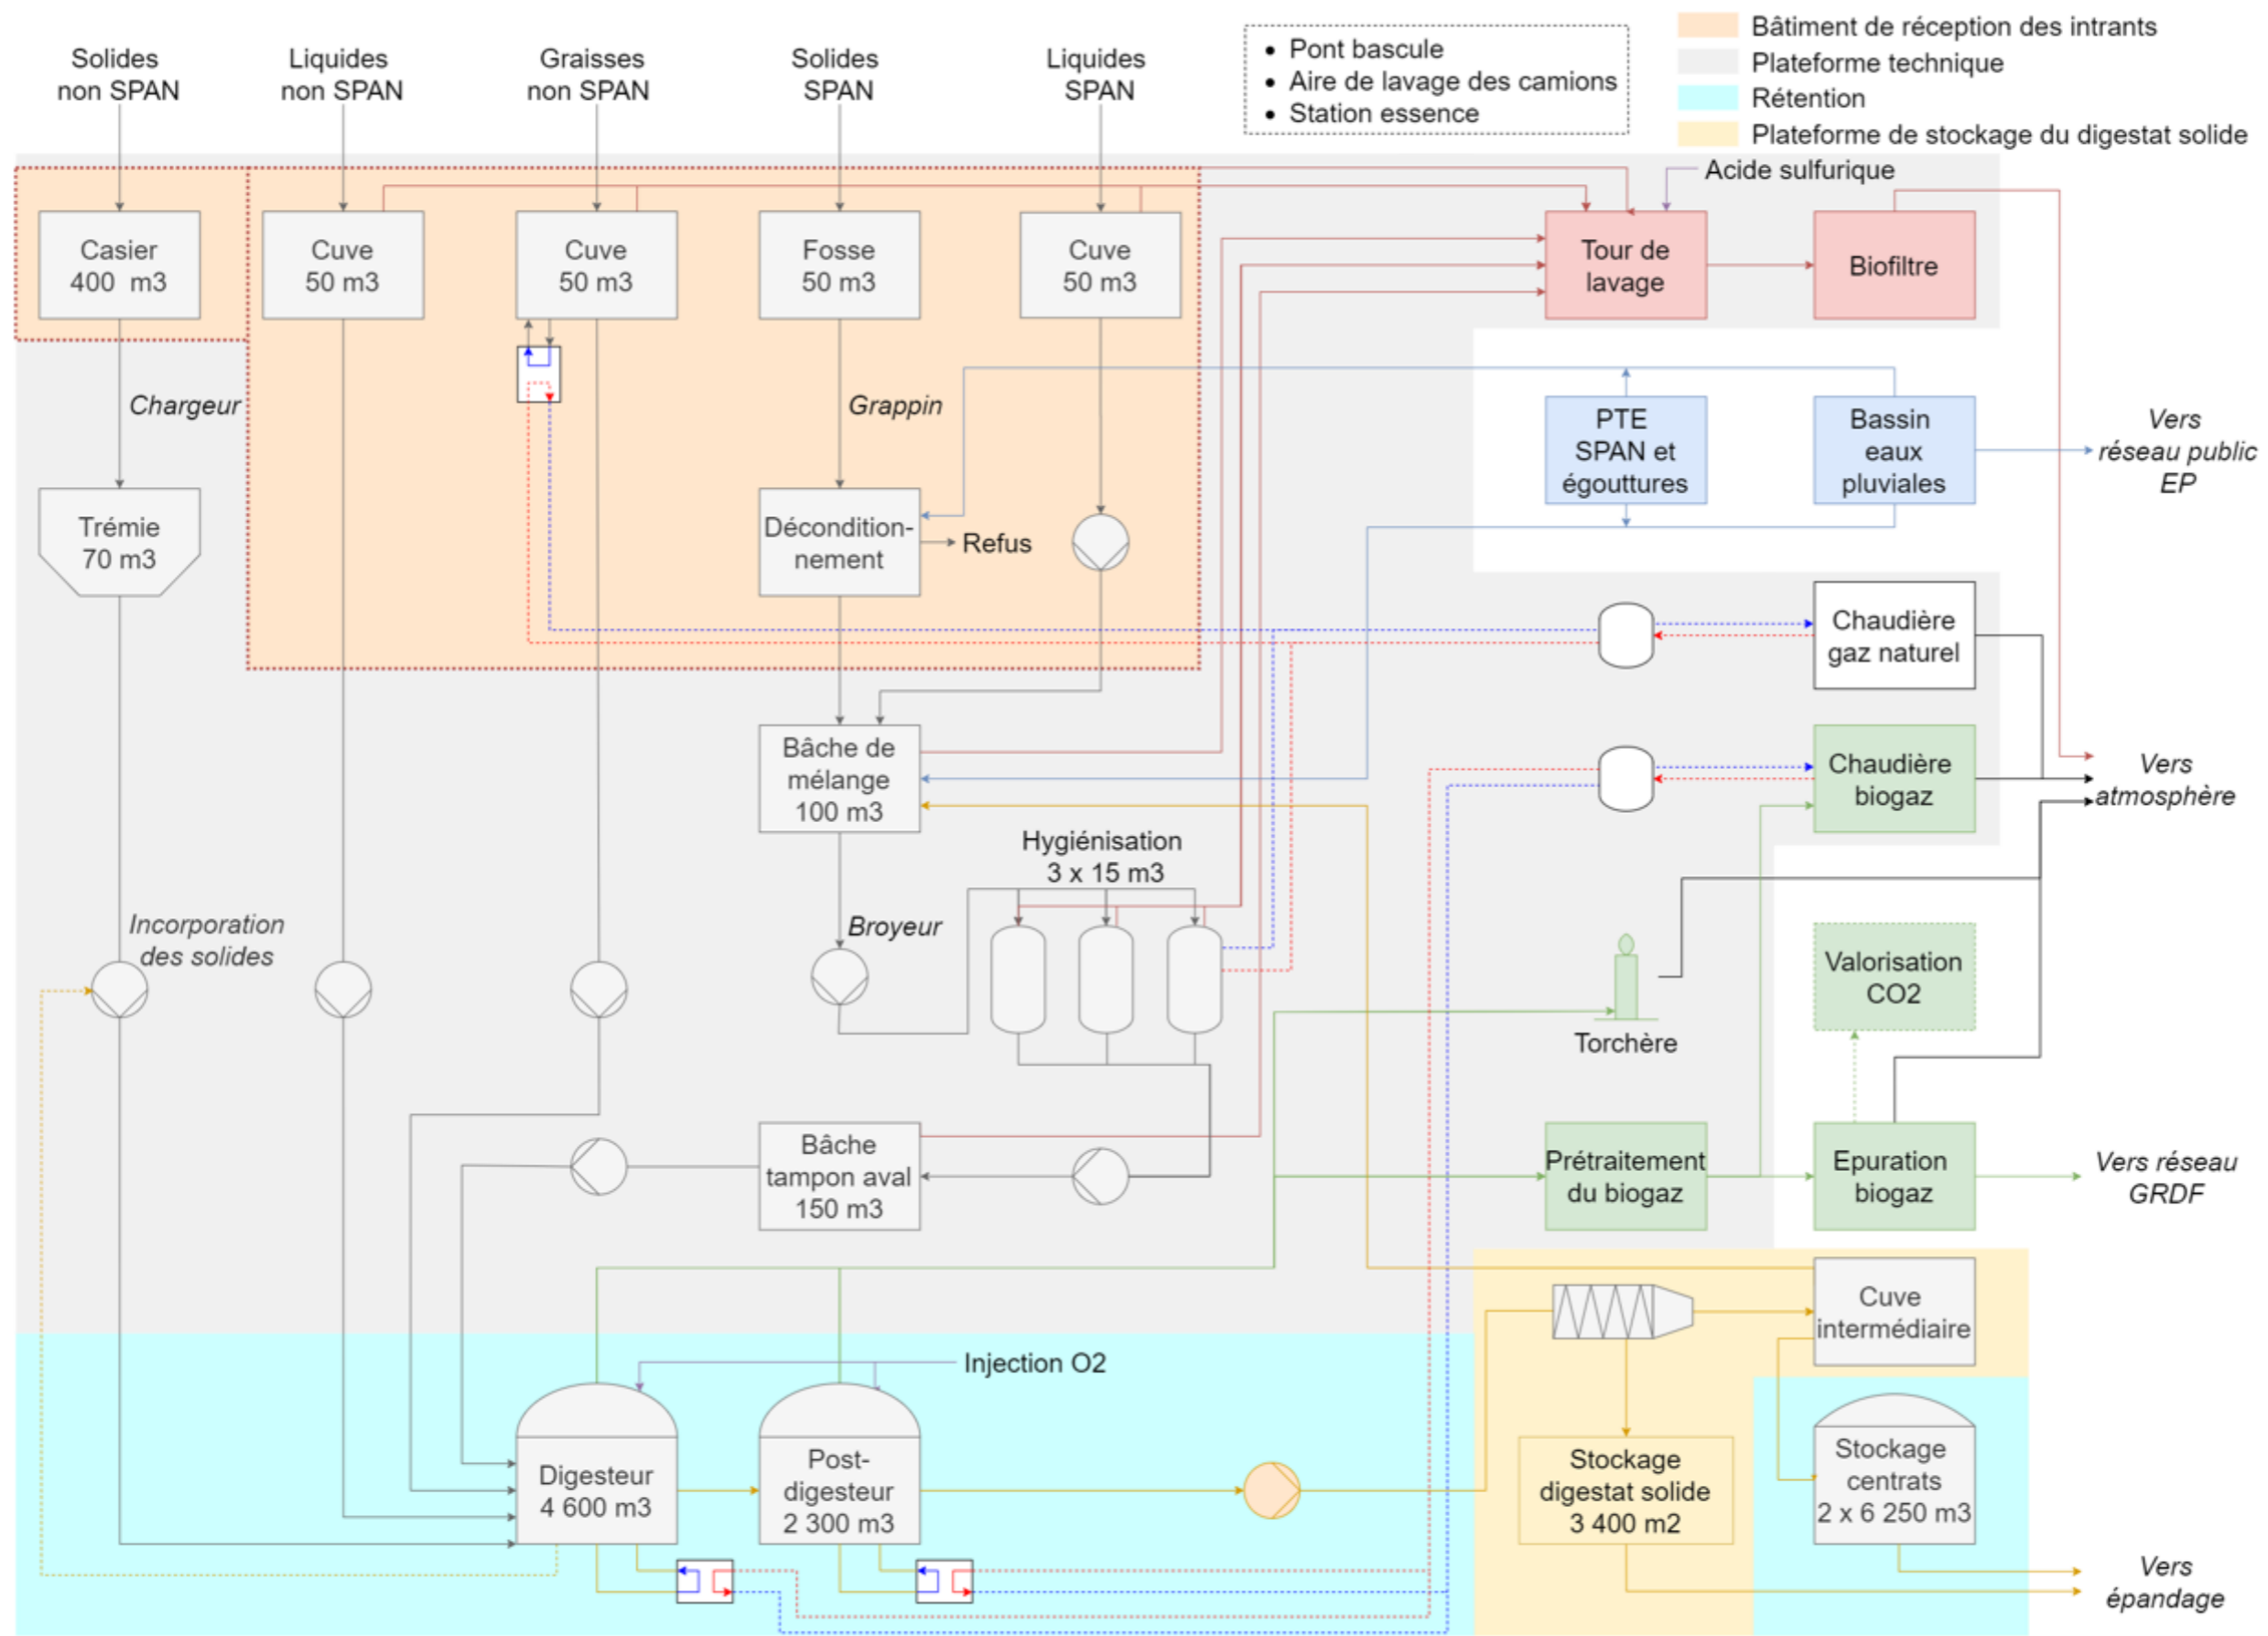 Solides
non SPAN
Liquides
non SPAN
Graisses
non SPAN
Solides
SPAN
Liquides
SPAN
• Pont bascule
• Aire de lavage des camions
• Station essence
Bâtiment de réception des intrants
Plateforme technique
Rétention
Plateforme de stockage du digestat solide
Acide sulfurique
Casier
400 m3
Cuve
50 m3
Cuve
50 m3
Fosse
50 m3
Cuve
50 m3
Tour de
lavage
Biofiltre
Chargeur
Grappin
PTE
SPAN et
égouttures
Bassin
eaux
pluviales
Vers
réseau public
EP
Trémie
70 m3
Décondition-
nement
Refus
Chaudière
gaz naturel
Bâche de
mélange
100 m3
Chaudière
biogaz
Vers
atmosphère
Hygiénisation
3 x 15 m3
Incorporation
des solides
Broyeur
Valorisation
CO2
Torchère
Bâche
tampon aval
150 m3
Prétraitement
du biogaz
Epuration
biogaz
Vers réseau
GRDF
Cuve
intermédiaire
Injection O2
Digesteur
4 600 m3
Post-
digesteur
2 300 m3
Stockage
digestat solide
3 400 m2
Stockage
centrats
2 x 6 250 m3
Vers
épandage